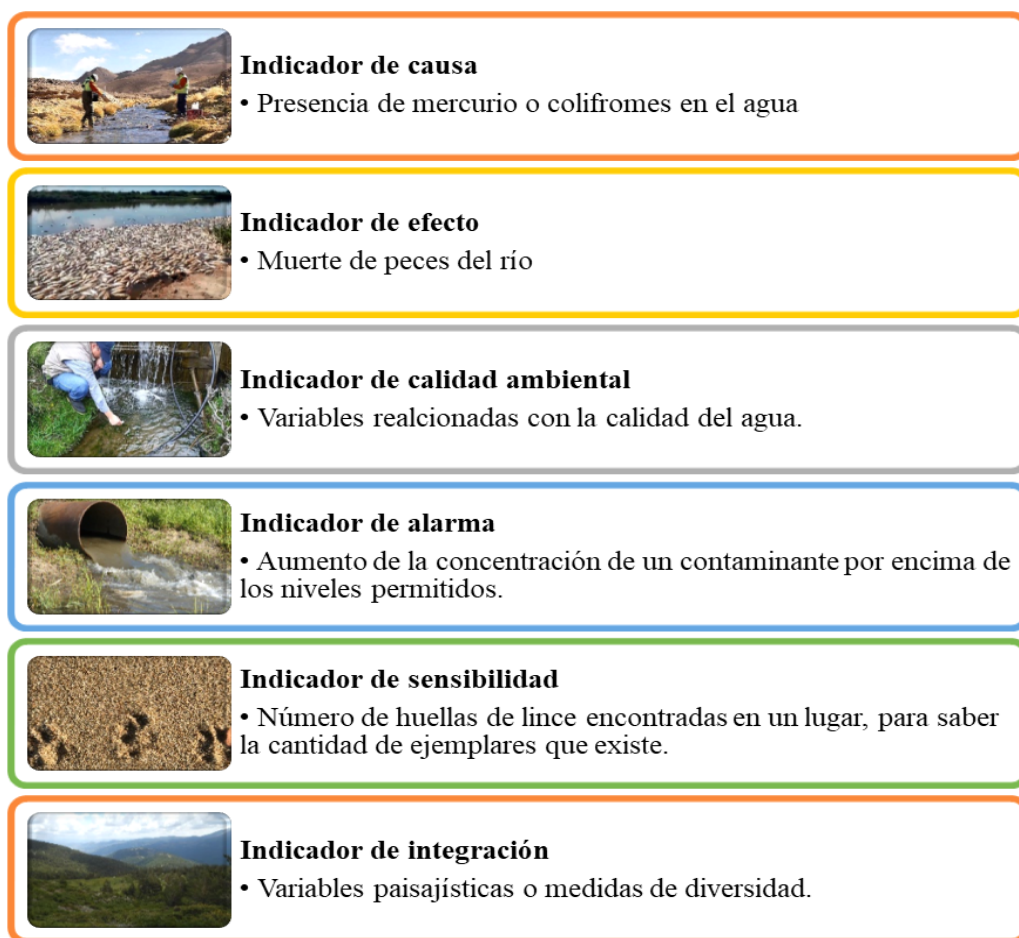 Indicador de causa
• Presencia de mercurio o colifromes en el agua
Indicador de efecto
• Muerte de peces del río
Indicador de calidad ambiental
• Variables realcionadas con la calidad del agua.
Indicador de alarma
• Aumento de la concentración de un contaminante por encima de
los niveles permitidos.
Indicador de sensibilidad
• Número de huellas de lince encontradas en un lugar, para saber
la cantidad de ejemplares que existe.
Indicador de integración
• Variables paisajísticas o medidas de diversidad.